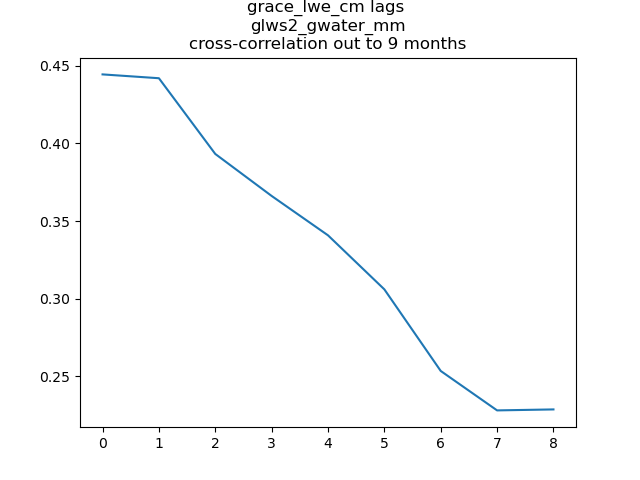 grace_lwe_cm lags
glws2_gwater_mm
cross-correlation out to 9 months
0.45
0.40
0.35
0.30
0.25
0 1 2 3 4 5 6 7 8